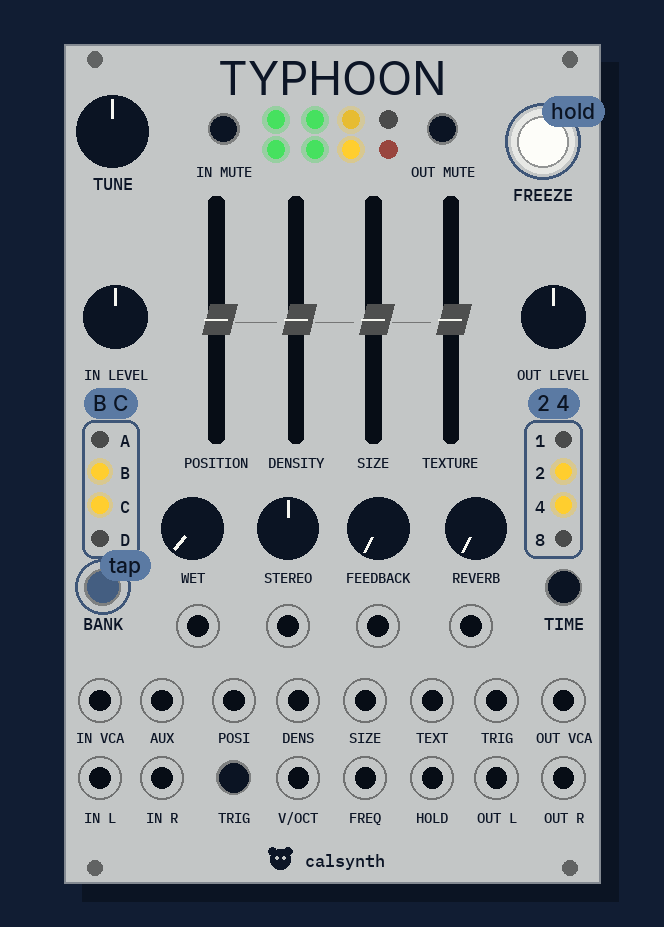 TYPHOON
hold
TUNE
IN MUTE
OUT MUTE
FREEZE
IN LEVEL
OUT LEVEL
B C
2 4
A
1
B
2
C
4
D
8
POSITION
DENSITY
SIZE
TEXTURE
tap
WET
STEREO
FEEDBACK
REVERB
BANK
TIME
IN VCA
AUX
POSI
DENS
SIZE
TEXT
TRIG
OUT VCA
IN L
IN R
TRIG
V/OCT
FREQ
HOLD
OUT L
OUT R
calsynth